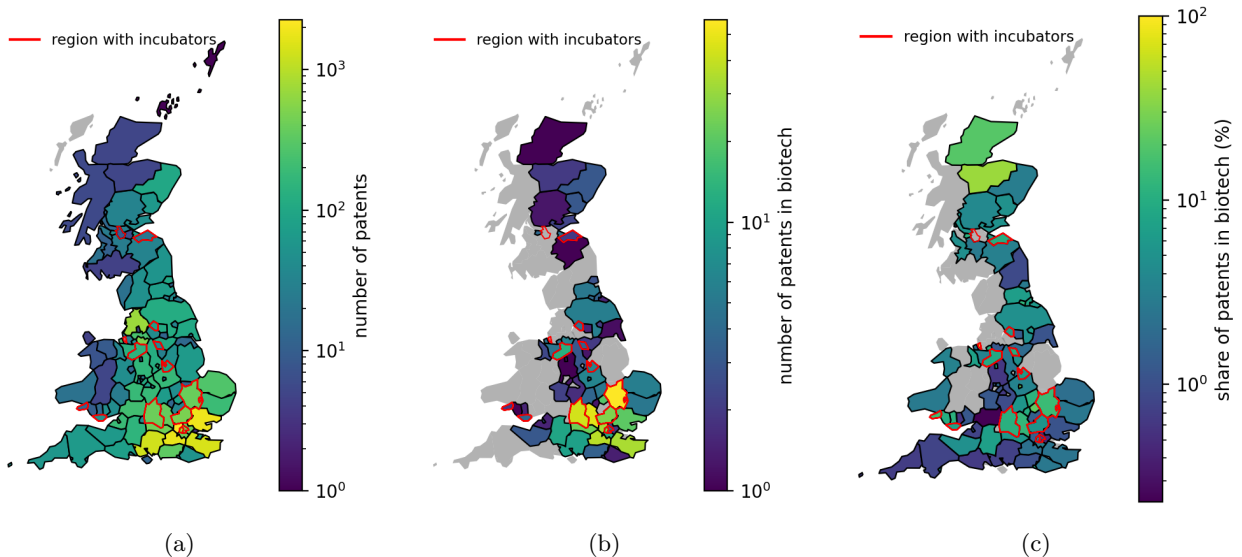 region with incubators
10^3
10^2
10^1
10^0
number of patents
(a)
region with incubators
10^1
10^0
number of patents in biotech
(b)
region with incubators
10^2
10^1
10^0
share of patents in biotech (%)
(c)